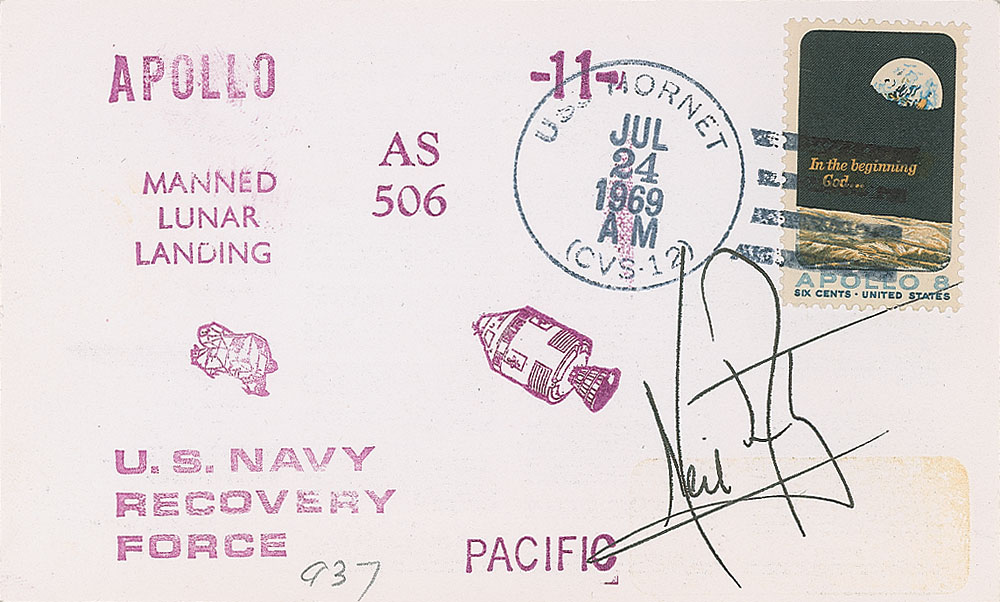 APOLLO
-11-
AS
506
MANNED
LUNAR
LANDING
USS HORNET
JUL
24
1969
AM
(CVS-12)
In the beginning
God...
APOLLO 8
SIX CENTS · UNITED STATES
U. S. NAVY
RECOVERY
FORCE
PACIFIC
Neil
937